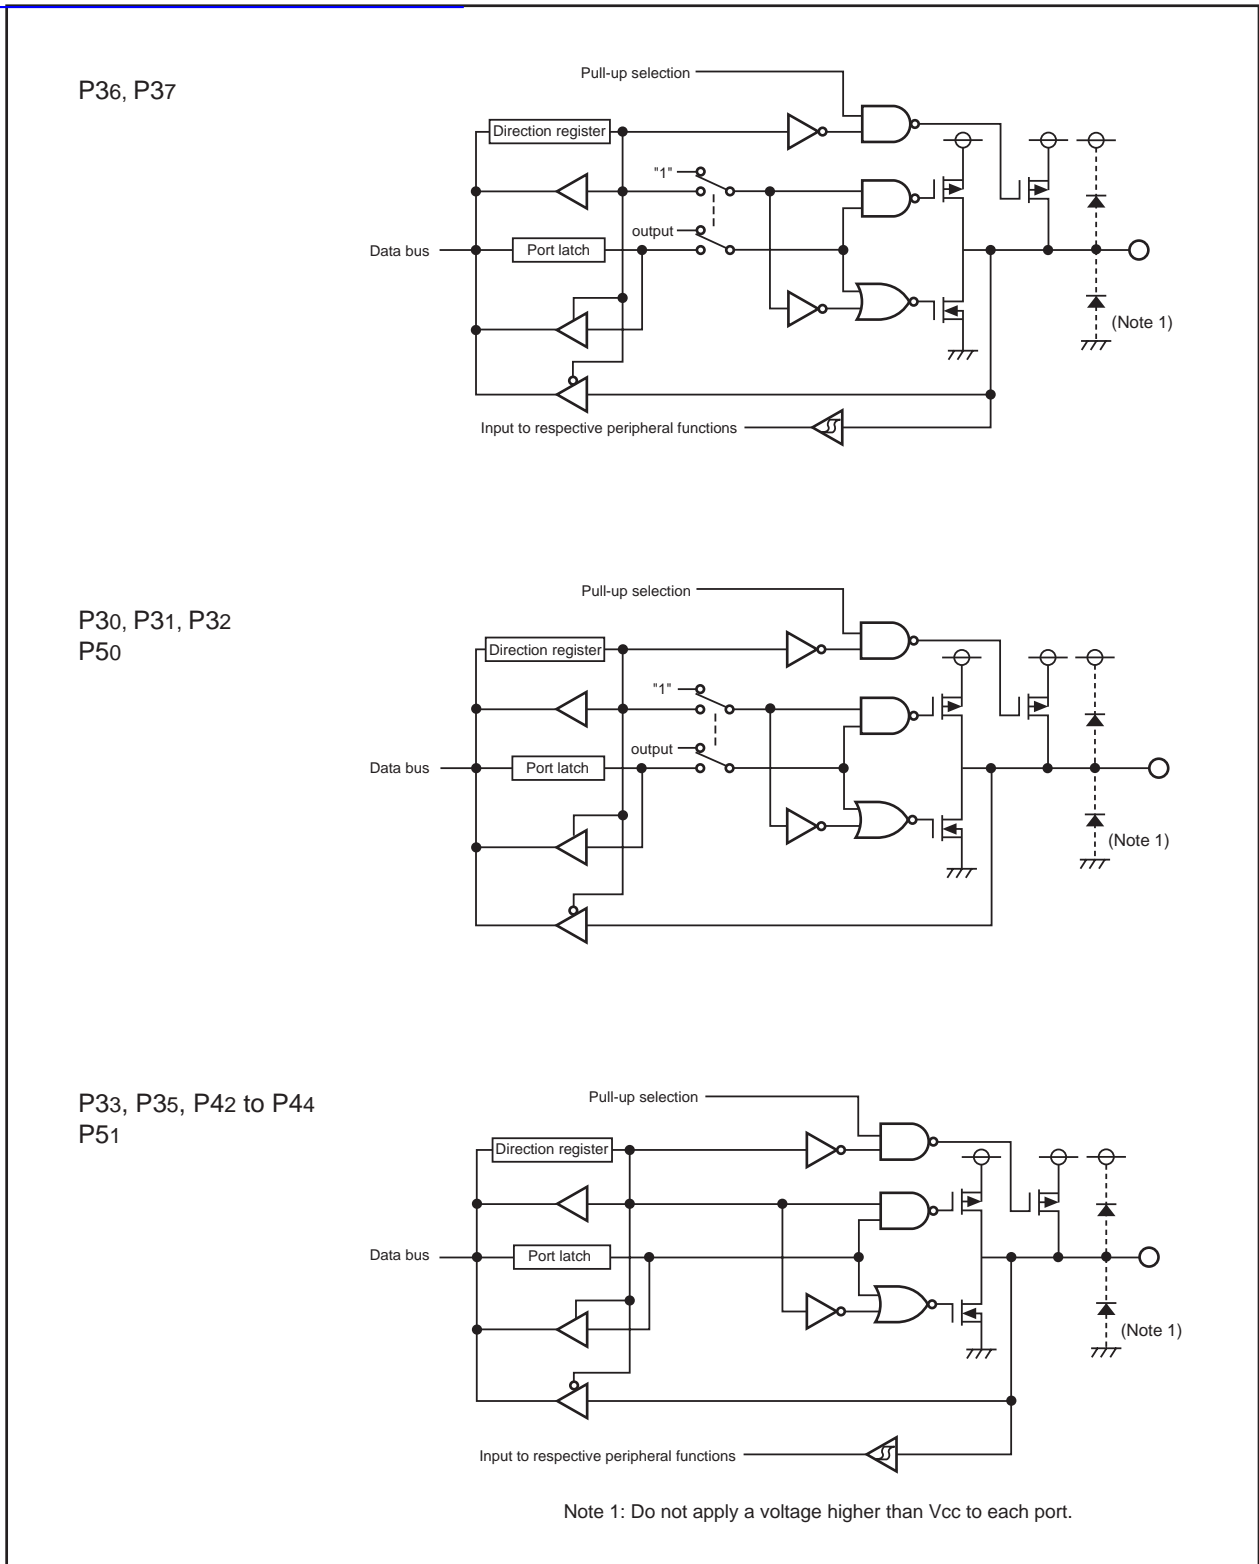 P36, P37
Pull-up selection
Direction register
"1"
output
Data bus
Port latch
(Note 1)
Input to respective peripheral functions
P30, P31, P32
P50
Pull-up selection
Direction register
"1"
output
Data bus
Port latch
(Note 1)
P33, P35, P42 to P44
P51
Pull-up selection
Direction register
Data bus
Port latch
(Note 1)
Input to respective peripheral functions
Note 1: Do not apply a voltage higher than Vcc to each port.